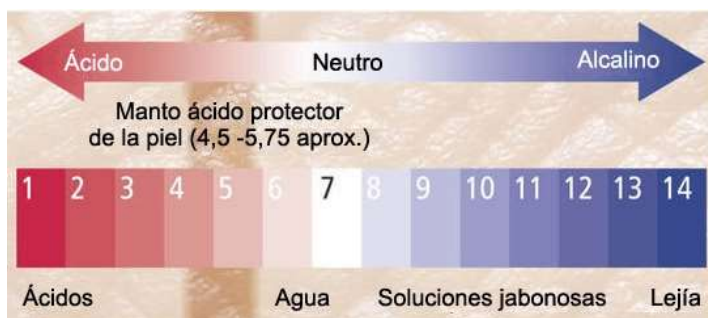 Ácido Neutro Alcalino
Manto ácido protector
de la piel (4,5 -5,75 aprox.)
1 2 3 4 5 6 7 8 9 10 11 12 13 14
Ácidos Agua Soluciones jabonosas Lejía